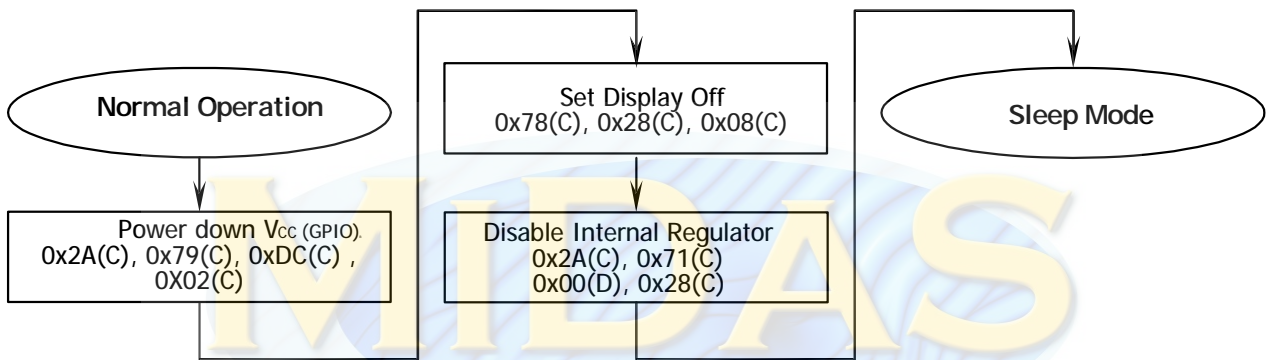 Normal Operation
Power down VCC (GPIO).
0x2A(C), 0x79(C), 0xDC(C) ,
0X02(C)
Set Display Off
0x78(C), 0x28(C), 0x08(C)
Disable Internal Regulator
0x2A(C), 0x71(C)
0x00(D), 0x28(C)
Sleep Mode
MIDAS